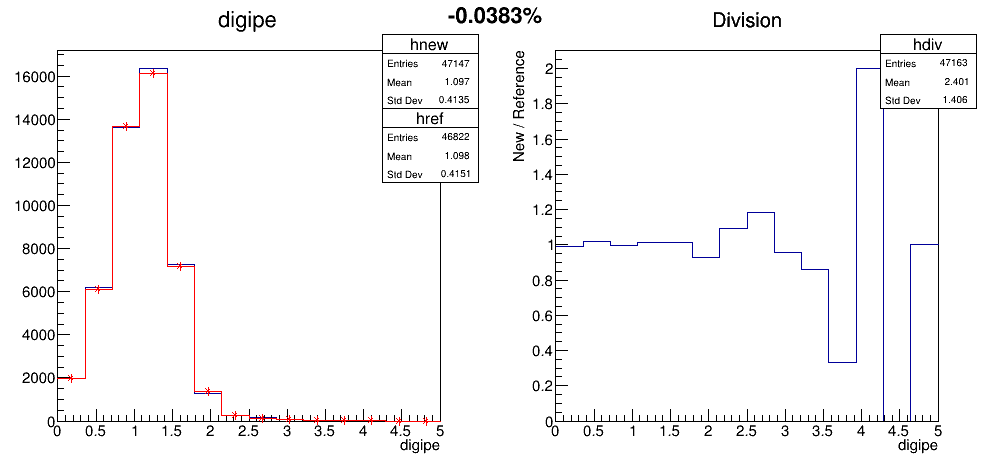 -0.0383%
digipe
hnew
Entries 47147
Mean 1.097
Std Dev 0.4135
href
Entries 46822
Mean 1.098
Std Dev 0.4151
16000
14000
12000
10000
8000
6000
4000
2000
0
0 0.5 1 1.5 2 2.5 3 3.5 4 4.5 5
digipe
Division
hdiv
Entries 47163
Mean 2.401
Std Dev 1.406
New / Reference
2
1.8
1.6
1.4
1.2
1
0.8
0.6
0.4
0.2
0
0 0.5 1 1.5 2 2.5 3 3.5 4 4.5 5
digipe